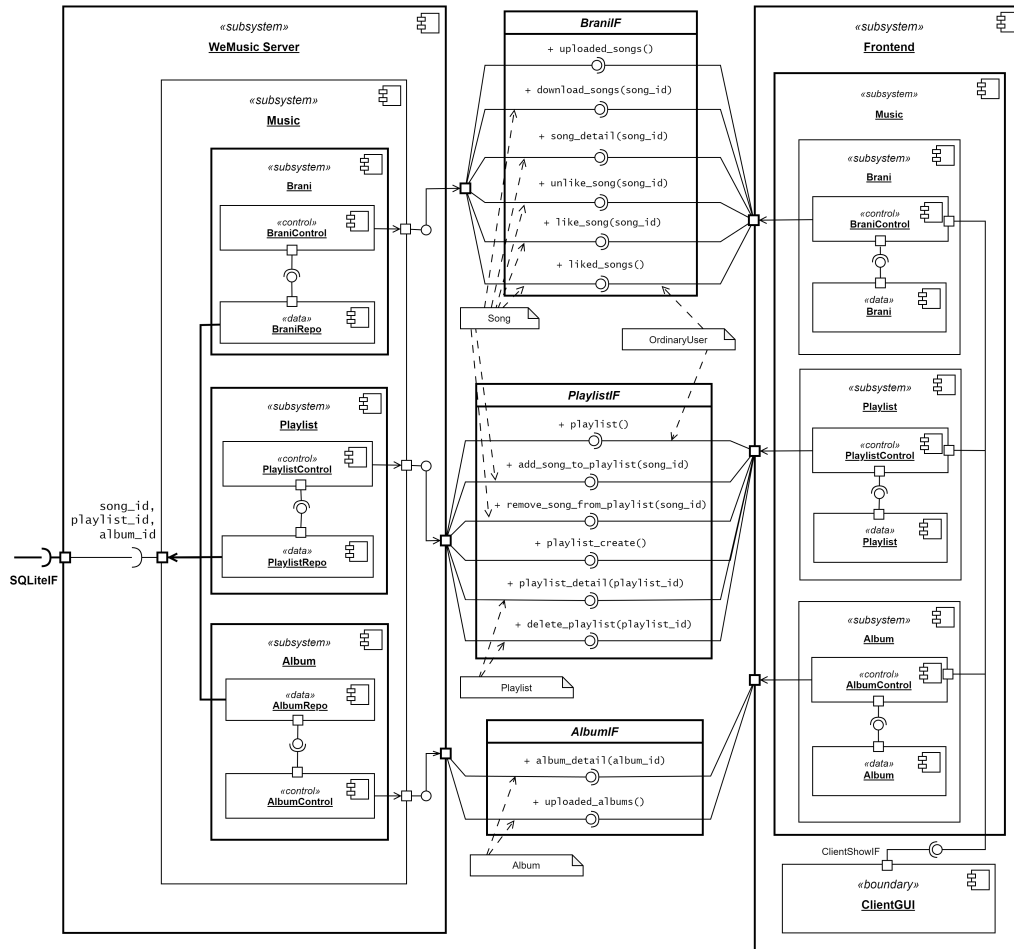 «subsystem»
WeMusic Server
«subsystem»
Music
«subsystem»
Brani
«control»
BraniControl
«data»
BraniRepo
«subsystem»
Playlist
«control»
PlaylistControl
«data»
PlaylistRepo
«subsystem»
Album
«data»
AlbumRepo
«control»
AlbumControl
song_id,
playlist_id,
album_id
SQLiteIF
BraniIF
+ uploaded_songs()
+ download_songs(song_id)
+ song_detail(song_id)
+ unlike_song(song_id)
+ like_song(song_id)
+ liked_songs()
Song
OrdinaryUser
PlaylistIF
+ playlist()
+ add_song_to_playlist(song_id)
+ remove_song_from_playlist(song_id)
+ playlist_create()
+ playlist_detail(playlist_id)
+ delete_playlist(playlist_id)
Playlist
AlbumIF
+ album_detail(album_id)
+ uploaded_albums()
Album
«subsystem»
Frontend
«subsystem»
Music
«subsystem»
Brani
«control»
BraniControl
«data»
Brani
«subsystem»
Playlist
«control»
PlaylistControl
«data»
Playlist
«subsystem»
Album
«control»
AlbumControl
«data»
Album
ClientShowIF
«boundary»
ClientGUI